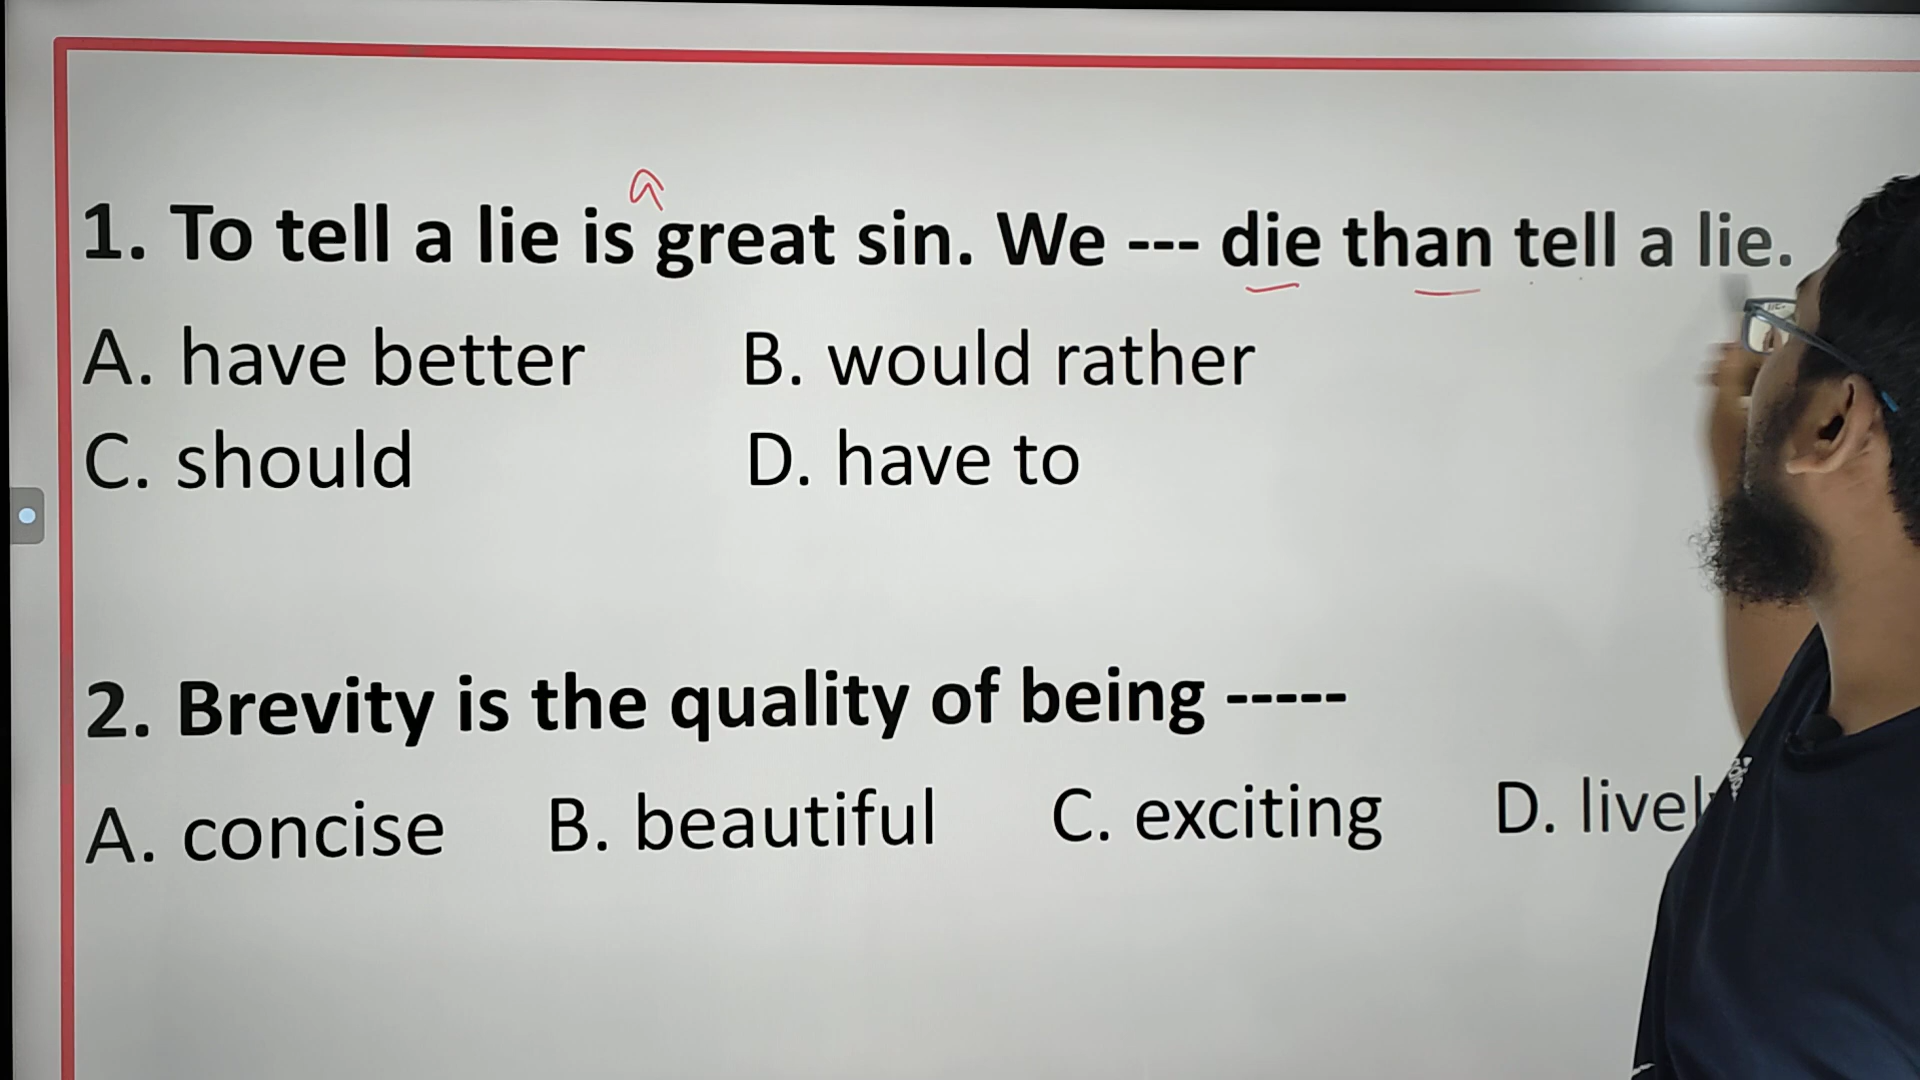 1. To tell a lie is a great sin. We --- die than tell a lie.
A. have better B. would rather
C. should D. have to
2. Brevity is the quality of being -----
A. concise B. beautiful C. exciting D. livel